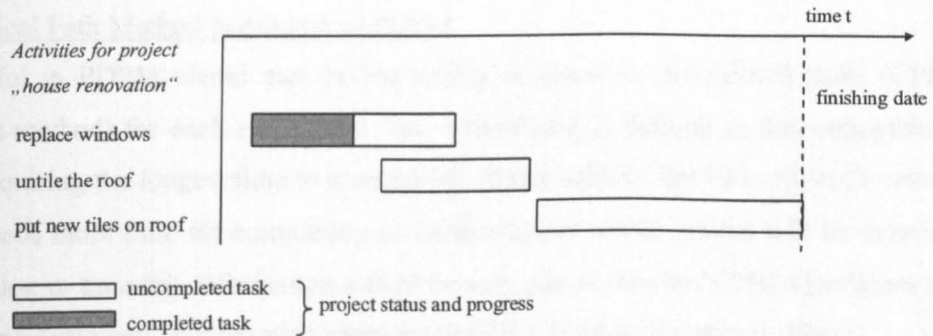 time t
Activities for project
„house renovation“
finishing date
replace windows
untile the roof
put new tiles on roof
uncompleted task
project status and progress
completed task